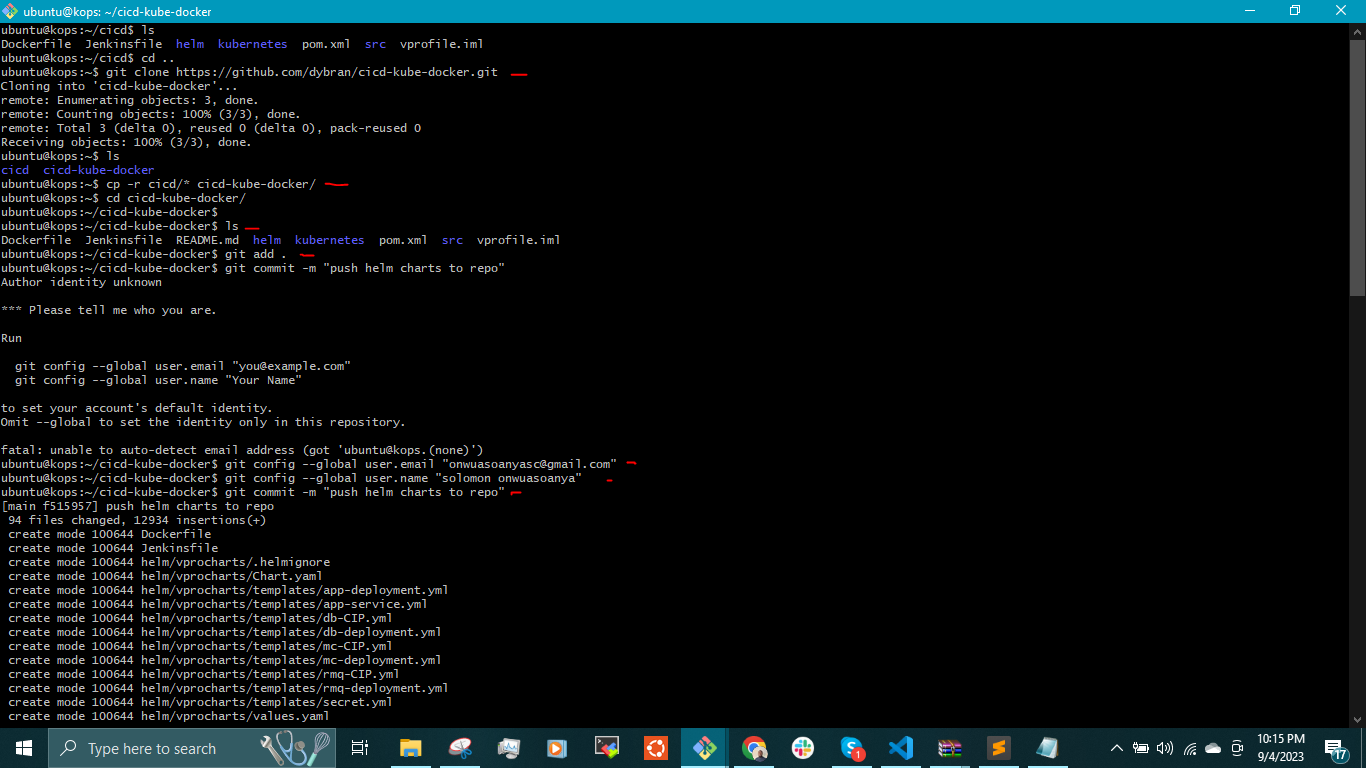 ubuntu@kops: ~/cicd-kube-docker
ubuntu@kops:~/cicd$ ls
Dockerfile  Jenkinsfile  helm  kubernetes  pom.xml  src  vprofile.iml
ubuntu@kops:~/cicd$ cd ..
ubuntu@kops:~$ git clone https://github.com/dybran/cicd-kube-docker.git
Cloning into 'cicd-kube-docker'...
remote: Enumerating objects: 3, done.
remote: Counting objects: 100% (3/3), done.
remote: Total 3 (delta 0), reused 0 (delta 0), pack-reused 0
Receiving objects: 100% (3/3), done.
ubuntu@kops:~$ ls
cicd  cicd-kube-docker
ubuntu@kops:~$ cp -r cicd/* cicd-kube-docker/
ubuntu@kops:~$ cd cicd-kube-docker/
ubuntu@kops:~/cicd-kube-docker$
ubuntu@kops:~/cicd-kube-docker$ ls
Dockerfile  Jenkinsfile  README.md  helm  kubernetes  pom.xml  src  vprofile.iml
ubuntu@kops:~/cicd-kube-docker$ git add .
ubuntu@kops:~/cicd-kube-docker$ git commit -m "push helm charts to repo"
Author identity unknown
*** Please tell me who you are.
Run
  git config --global user.email "you@example.com"
  git config --global user.name "Your Name"
to set your account's default identity.
Omit --global to set the identity only in this repository.
fatal: unable to auto-detect email address (got 'ubuntu@kops.(none)')
ubuntu@kops:~/cicd-kube-docker$ git config --global user.email "onwuasoanyasc@gmail.com"
ubuntu@kops:~/cicd-kube-docker$ git config --global user.name "solomon onwuasoanya"
ubuntu@kops:~/cicd-kube-docker$ git commit -m "push helm charts to repo"
[main f515957] push helm charts to repo
 94 files changed, 12934 insertions(+)
 create mode 100644 Dockerfile
 create mode 100644 Jenkinsfile
 create mode 100644 helm/vprocharts/.helmignore
 create mode 100644 helm/vprocharts/Chart.yaml
 create mode 100644 helm/vprocharts/templates/app-deployment.yml
 create mode 100644 helm/vprocharts/templates/app-service.yml
 create mode 100644 helm/vprocharts/templates/db-CIP.yml
 create mode 100644 helm/vprocharts/templates/db-deployment.yml
 create mode 100644 helm/vprocharts/templates/mc-CIP.yml
 create mode 100644 helm/vprocharts/templates/mc-deployment.yml
 create mode 100644 helm/vprocharts/templates/rmq-CIP.yml
 create mode 100644 helm/vprocharts/templates/rmq-deployment.yml
 create mode 100644 helm/vprocharts/templates/secret.yml
 create mode 100644 helm/vprocharts/values.yaml
Type here to search
1
10:15 PM
9/4/2023
17